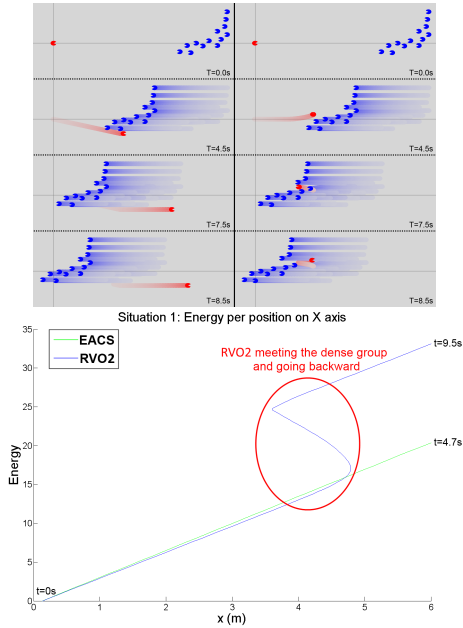 T=0.0s
T=0.0s
T=4.5s
T=4.5s
T=7.5s
T=7.5s
T=8.5s
T=8.5s
Situation 1: Energy per position on X axis
35
30
25
20
15
10
5
0
Energy
EACS
RVO2
RVO2 meeting the dense group
and going backward
t=9.5s
t=4.7s
t=0s
0
1
2
3
4
5
6
x (m)